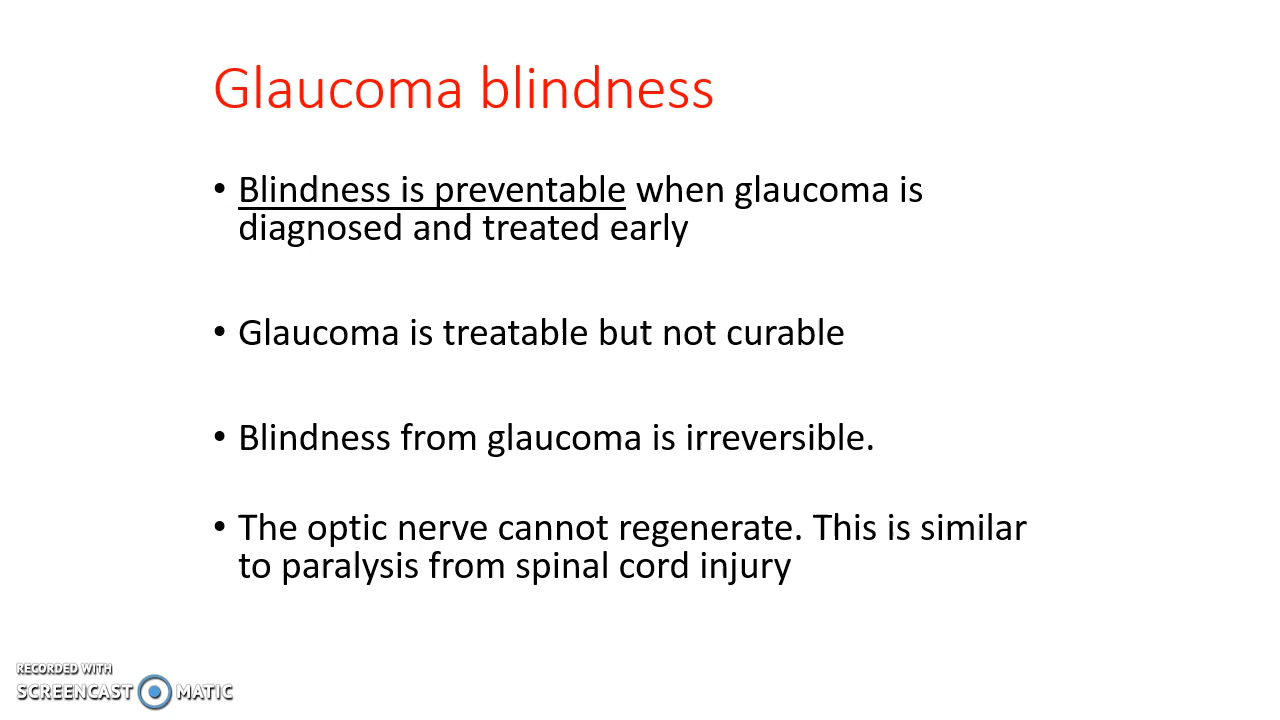 Glaucoma blindness
• Blindness is preventable when glaucoma is
diagnosed and treated early
• Glaucoma is treatable but not curable
• Blindness from glaucoma is irreversible.
• The optic nerve cannot regenerate. This is similar
to paralysis from spinal cord injury
RECORDED WITH
SCREENCAST MATIC